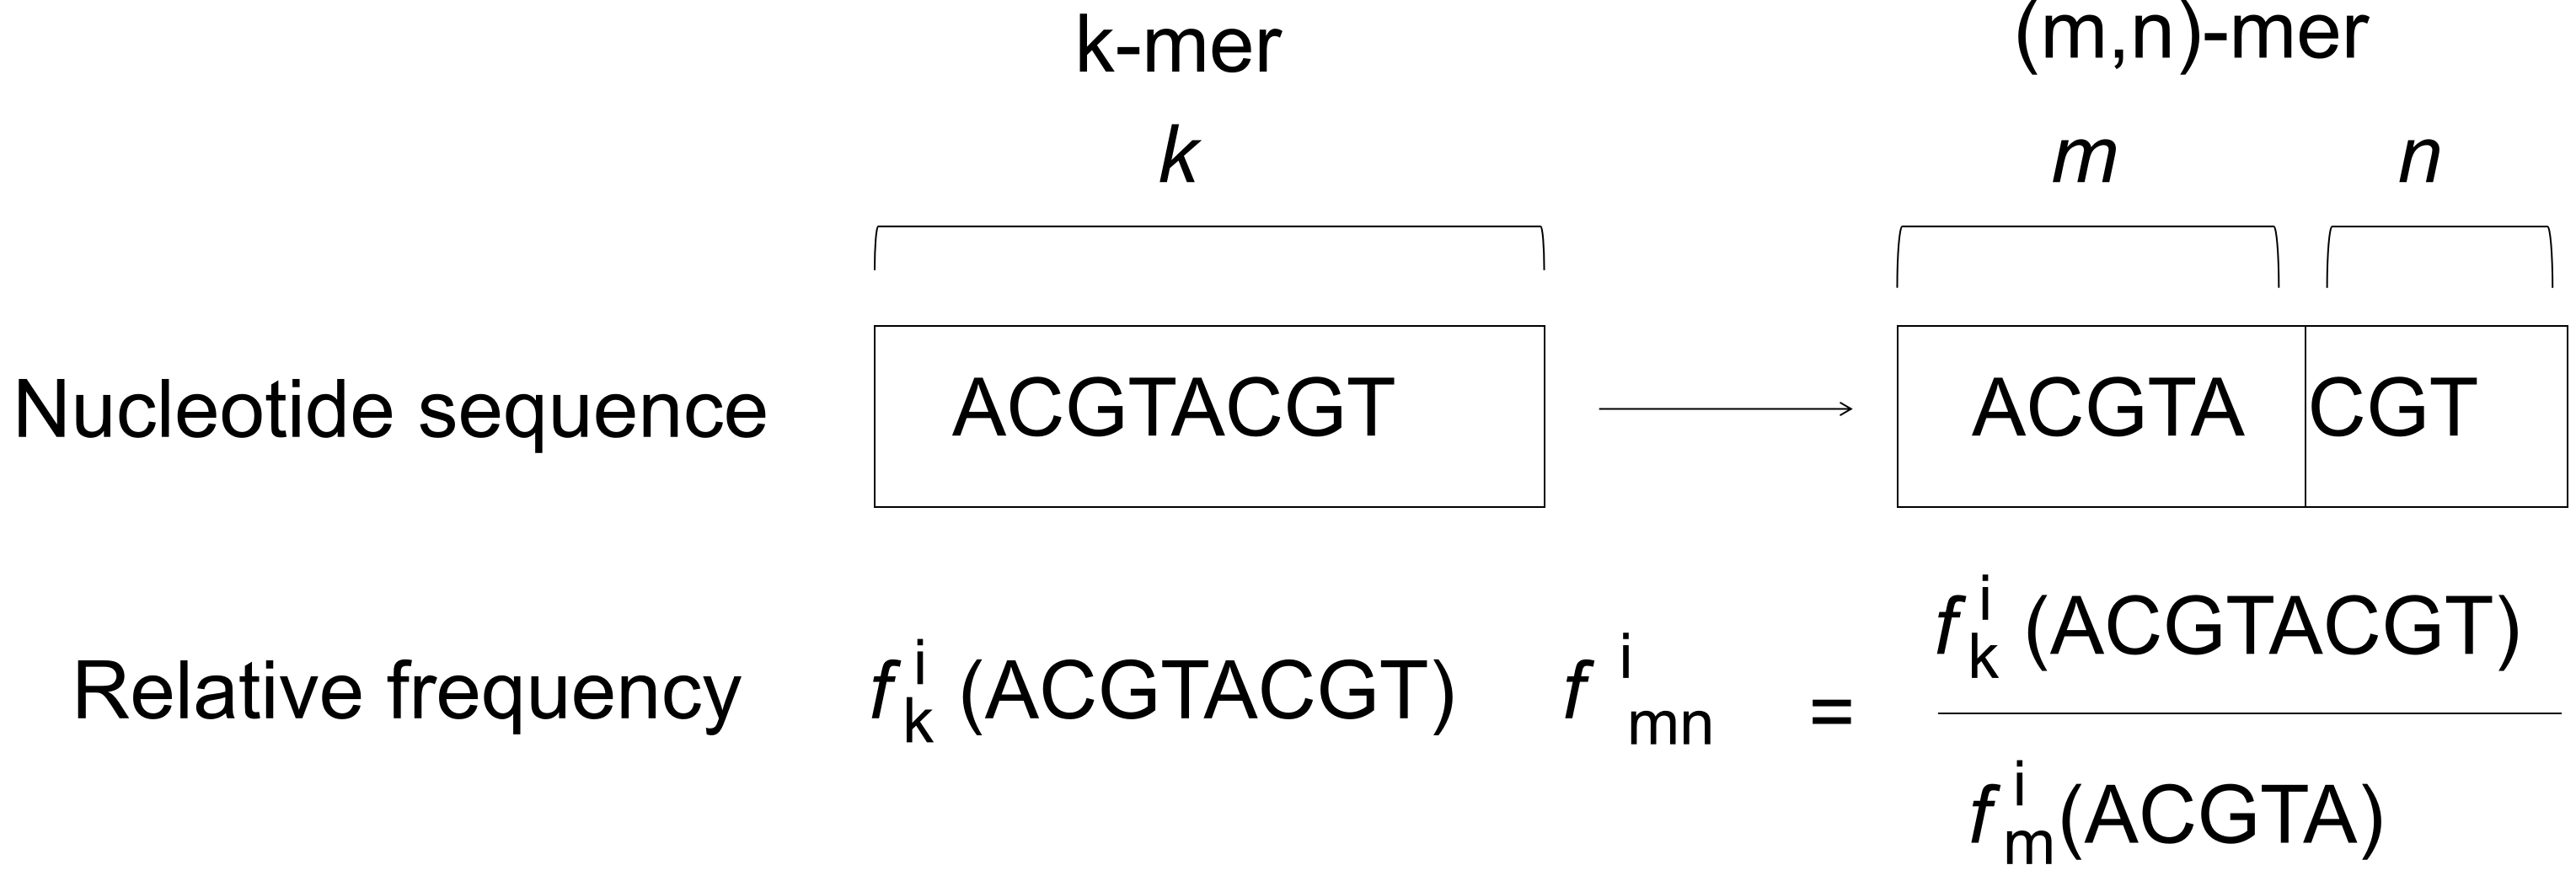 k-mer (m,n)-mer
k m n
Nucleotide sequence ACGTACGT ACGTA CGT
Relative frequency f i k (ACGTACGT) f i mn = f i k (ACGTACGT)
f i m (ACGTA)